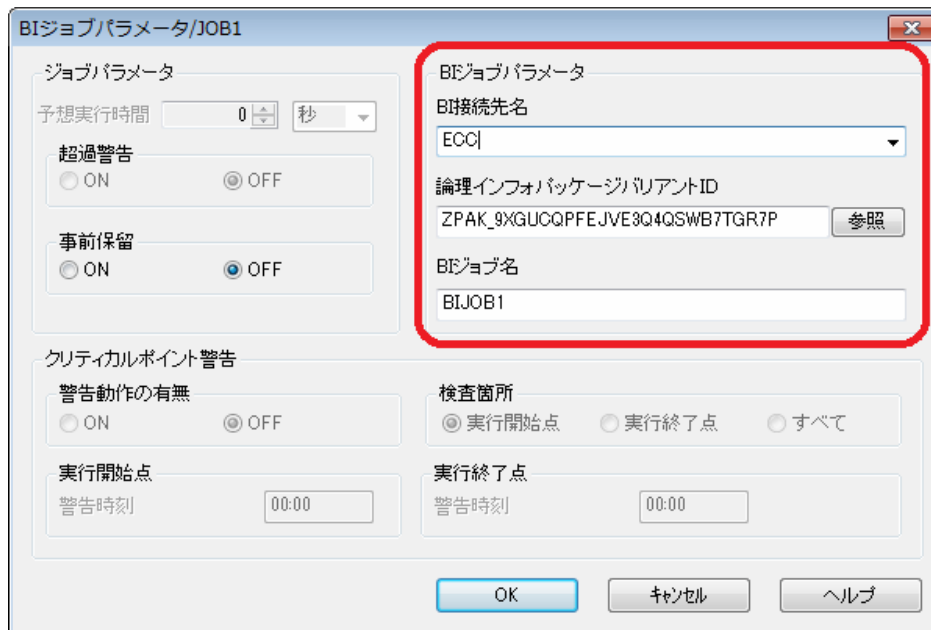 BIジョブパラメータ/JOB1
ジョブパラメータ
予想実行時間 0 秒
超過警告
ON OFF
事前保留
ON OFF
BIジョブパラメータ
BI接続先名
ECC
論理インフォパッケージバリアントID
ZPAK_9XGUCQPFEJVE3Q4QSWB7TGR7P 参照
BIジョブ名
BIJOB1
クリティカルポイント警告
警告動作の有無
ON OFF
検査箇所
実行開始点 実行終了点 すべて
実行開始点
警告時刻 00:00
実行終了点
警告時刻 00:00
OK キャンセル ヘルプ